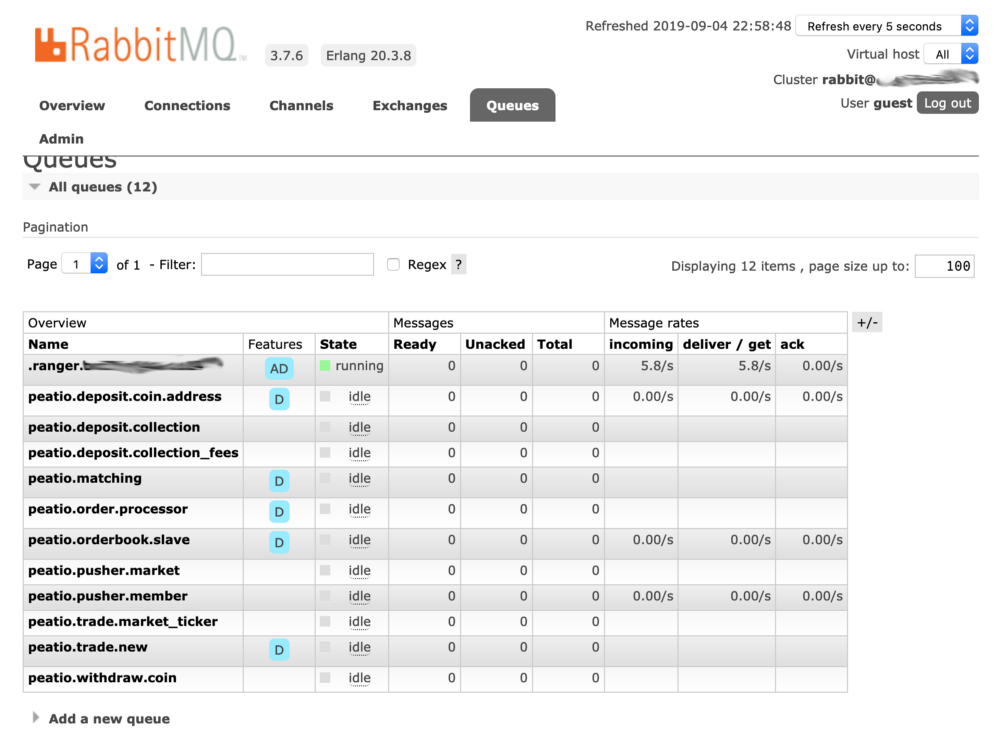 RabbitMQ TM 3.7.6 Erlang 20.3.8
Refreshed 2019-09-04 22:58:48 Refresh every 5 seconds
Virtual host All
Cluster rabbit@
User guest Log out
Overview Connections Channels Exchanges Queues
Admin
Queues
All queues (12)
Pagination
Page 1 of 1 - Filter: Regex ? Displaying 12 items , page size up to: 100
Overview Messages Message rates +/-
Name Features State Ready Unacked Total incoming deliver / get ack
.ranger. AD running 0 0 0 5.8/s 5.8/s 0.00/s
peatio.deposit.coin.address D idle 0 0 0 0.00/s 0.00/s 0.00/s
peatio.deposit.collection idle 0 0 0
peatio.deposit.collection_fees idle 0 0 0
peatio.matching D idle 0 0 0
peatio.order.processor D idle 0 0 0
peatio.orderbook.slave D idle 0 0 0 0.00/s 0.00/s 0.00/s
peatio.pusher.market idle 0 0 0
peatio.pusher.member idle 0 0 0 0.00/s 0.00/s 0.00/s
peatio.trade.market_ticker idle 0 0 0
peatio.trade.new D idle 0 0 0
peatio.withdraw.coin idle 0 0 0
Add a new queue